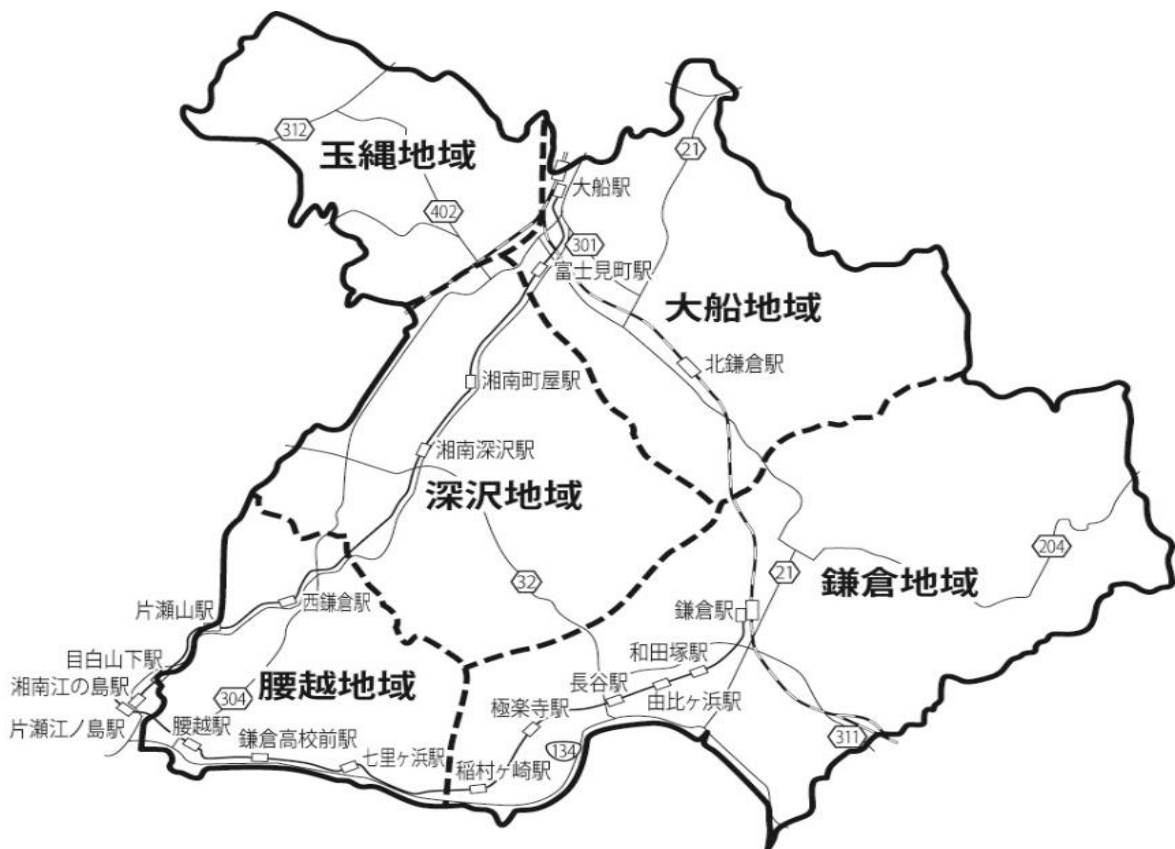 312
玉縄地域
21
大船駅
402
301
富士見町駅
大船地域
北鎌倉駅
湘南町屋駅
湘南深沢駅
深沢地域
204
32
21
鎌倉地域
西鎌倉駅
片瀬山駅
鎌倉駅
和田塚駅
目白山下駅
湘南江の島駅
304
腰越地域
長谷駅
由比ヶ浜駅
極楽寺駅
片瀬江ノ島駅
腰越駅
鎌倉高校前駅
七里ヶ浜駅
134
311
稲村ヶ崎駅